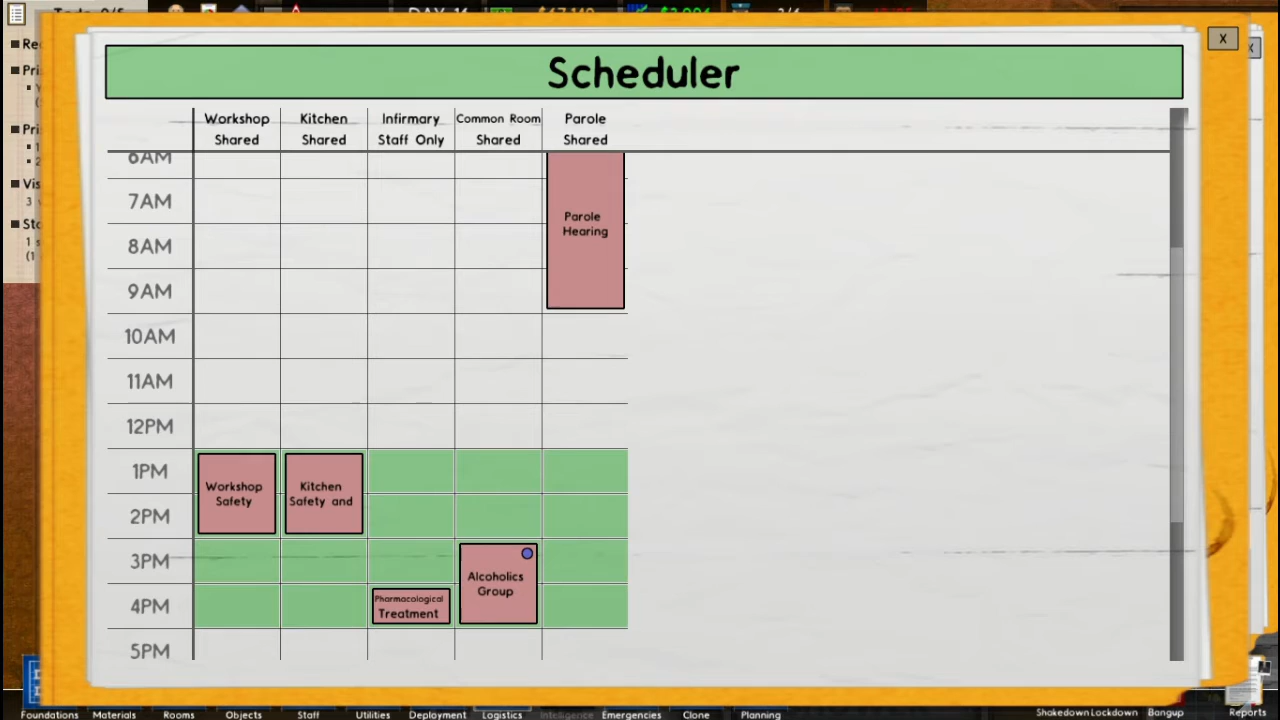 Scheduler
X
Workshop Kitchen Infirmary Common Room Parole
Shared Shared Staff Only Shared Shared
6AM
7AM
8AM
9AM
10AM
11AM
12PM
1PM
2PM
3PM
4PM
5PM
Parole
Hearing
Workshop
Safety
Kitchen
Safety and
Alcoholics
Group
Pharmacological
Treatment
Foundations Materials Rooms Objects Staff Utilities Deployment Logistics Intelligence Emergencies Clone Planning Shakedown Lockdown Bangup Reports